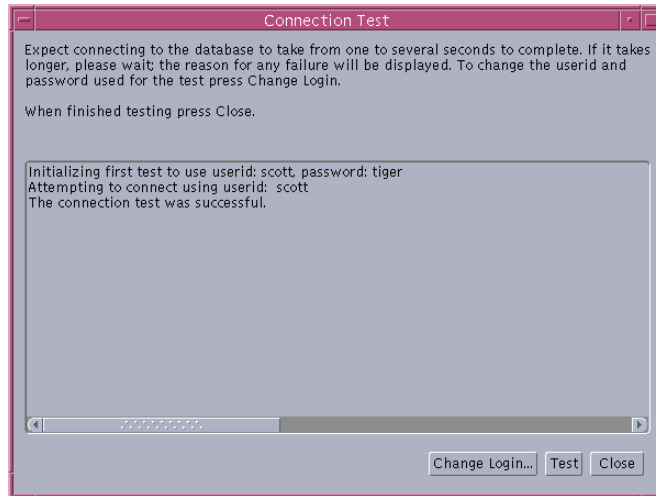 Connection Test
Expect connecting to the database to take from one to several seconds to complete. If it takes
longer, please wait; the reason for any failure will be displayed. To change the userid and
password used for the test press Change Login.
When finished testing press Close.
Initializing first test to use userid: scott, password: tiger
Attempting to connect using userid:  scott
The connection test was successful.
Change Login... Test Close